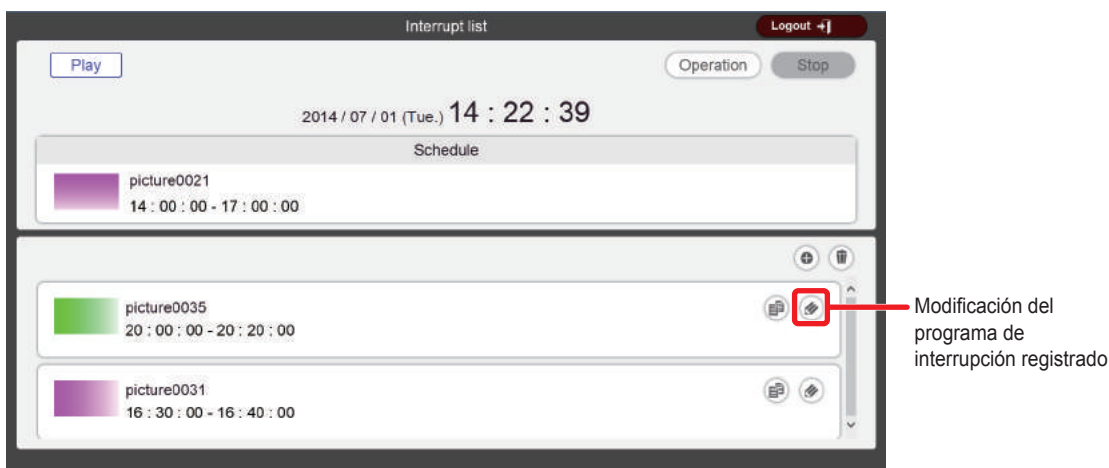 Interrupt list
Logout
Play
Operation
Stop
2014 / 07 / 01 (Tue.) 14 : 22 : 39
Schedule
picture0021
14 : 00 : 00 - 17 : 00 : 00
picture0035
20 : 00 : 00 - 20 : 20 : 00
Modificación del
programa de
interrupción registrado
picture0031
16 : 30 : 00 - 16 : 40 : 00